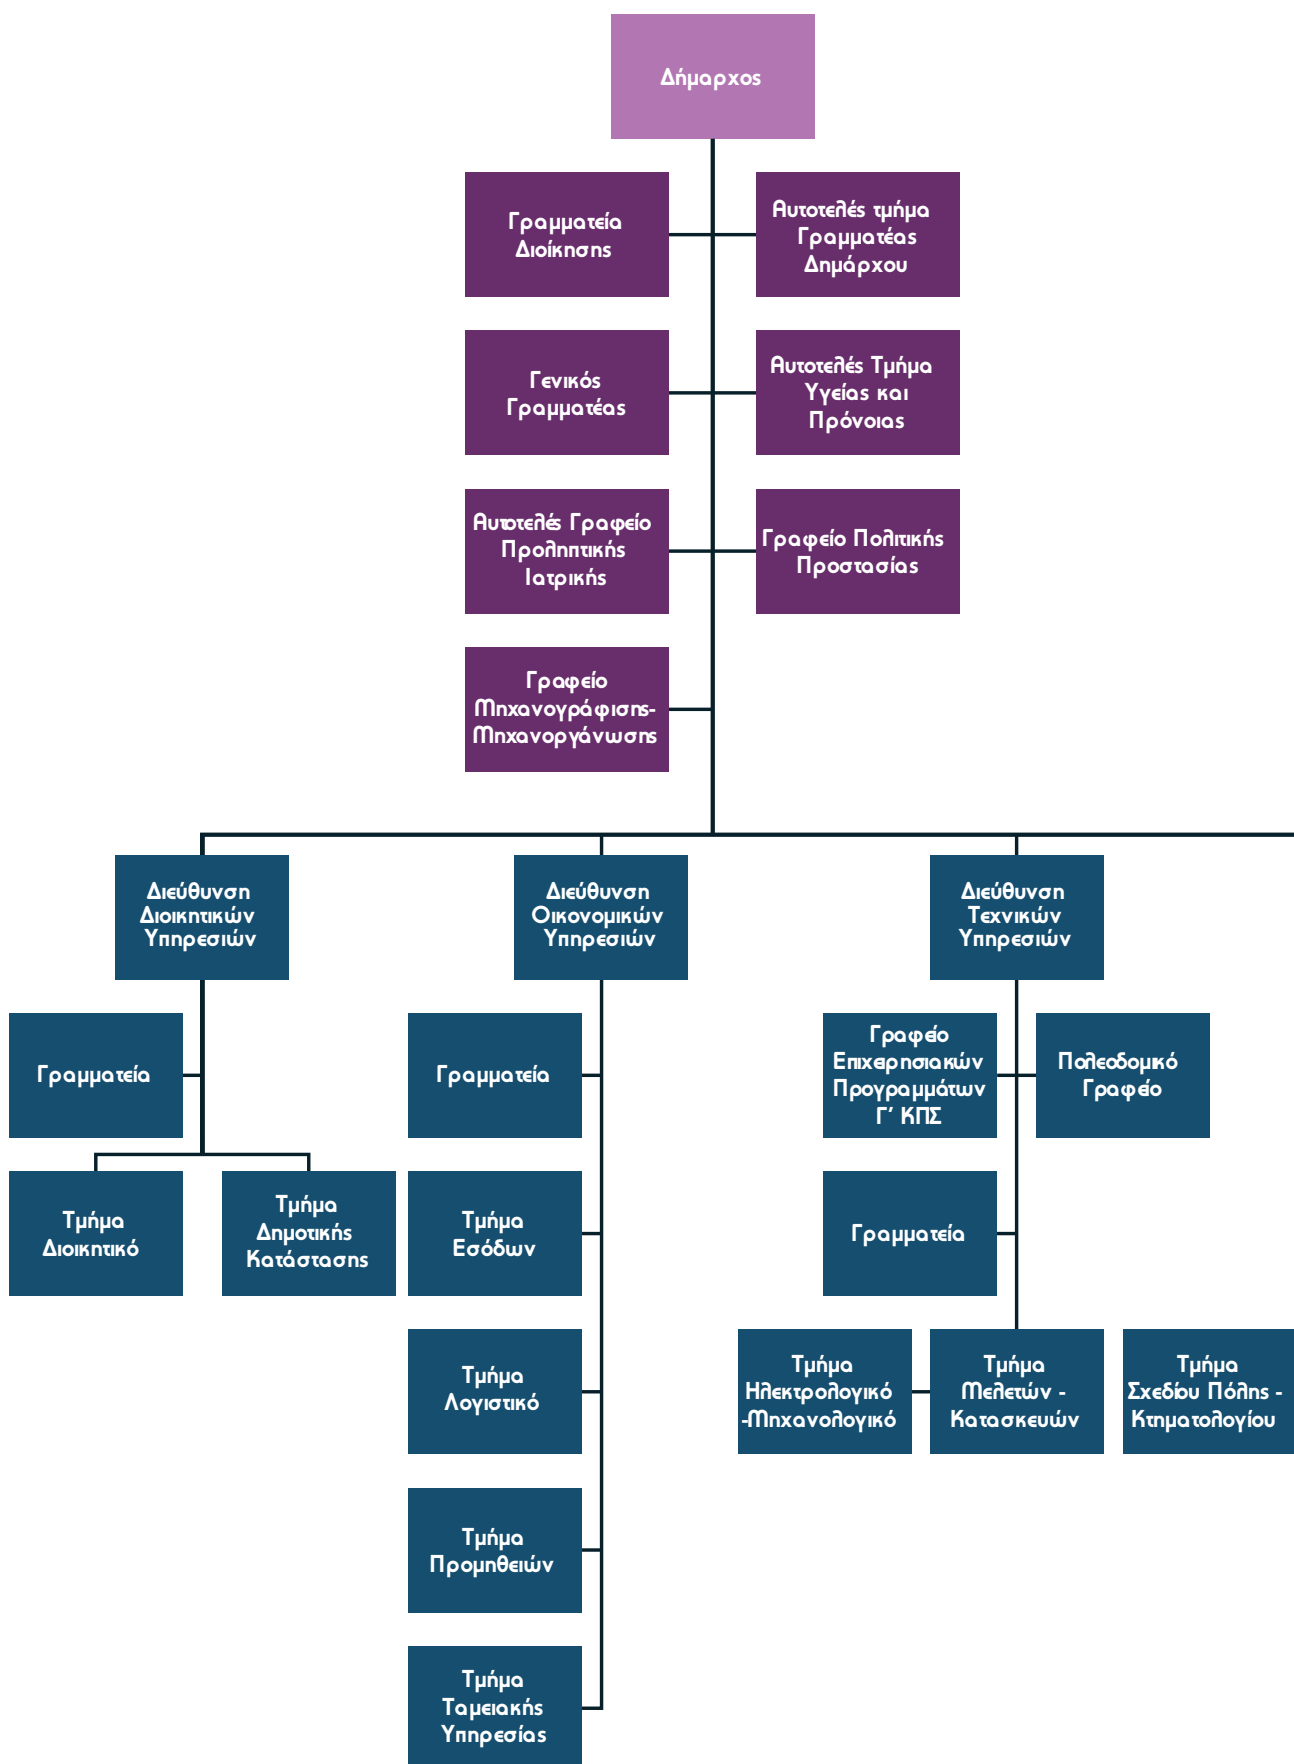 Δήμαρχος
Γραμματεία
Διοίκησης
Αυτοτελές τμήμα
Γραμματέας
Δημάρχου
Γενικός
Γραμματέας
Αυτοτελές Τμήμα
Υγείας και
Πρόνοιας
Αυτοτελές Γραφείο
Προληπτικής
Ιατρικής
Γραφείο Πολιτικής
Προστασίας
Γραφείο
Μηχανογράφισης-
Μηχανοργάνωσης
Διεύθυνση
Διοικητικών
Υπηρεσιών
Διεύθυνση
Οικονομικών
Υπηρεσιών
Διεύθυνση
Τεχνικών
Υπηρεσιών
Γραμματεία
Γραμματεία
Γραφείο
Επιχειρησιακών
Προγραμμάτων
Γ' ΚΠΣ
Πολεοδομικό
Γραφείο
Τμήμα
Διοικητικό
Τμήμα
Δημοτικής
Κατάστασης
Τμήμα
Εσόδων
Γραμματεία
Τμήμα
Λογιστικό
Τμήμα
Ηλεκτρολογικό
-Μηχανολογικό
Τμήμα
Μελετών -
Κατασκευών
Τμήμα
Σχεδίου Πόλης -
Κτηματολογίου
Τμήμα
Προμηθειών
Τμήμα
Ταμειακής
Υπηρεσίας